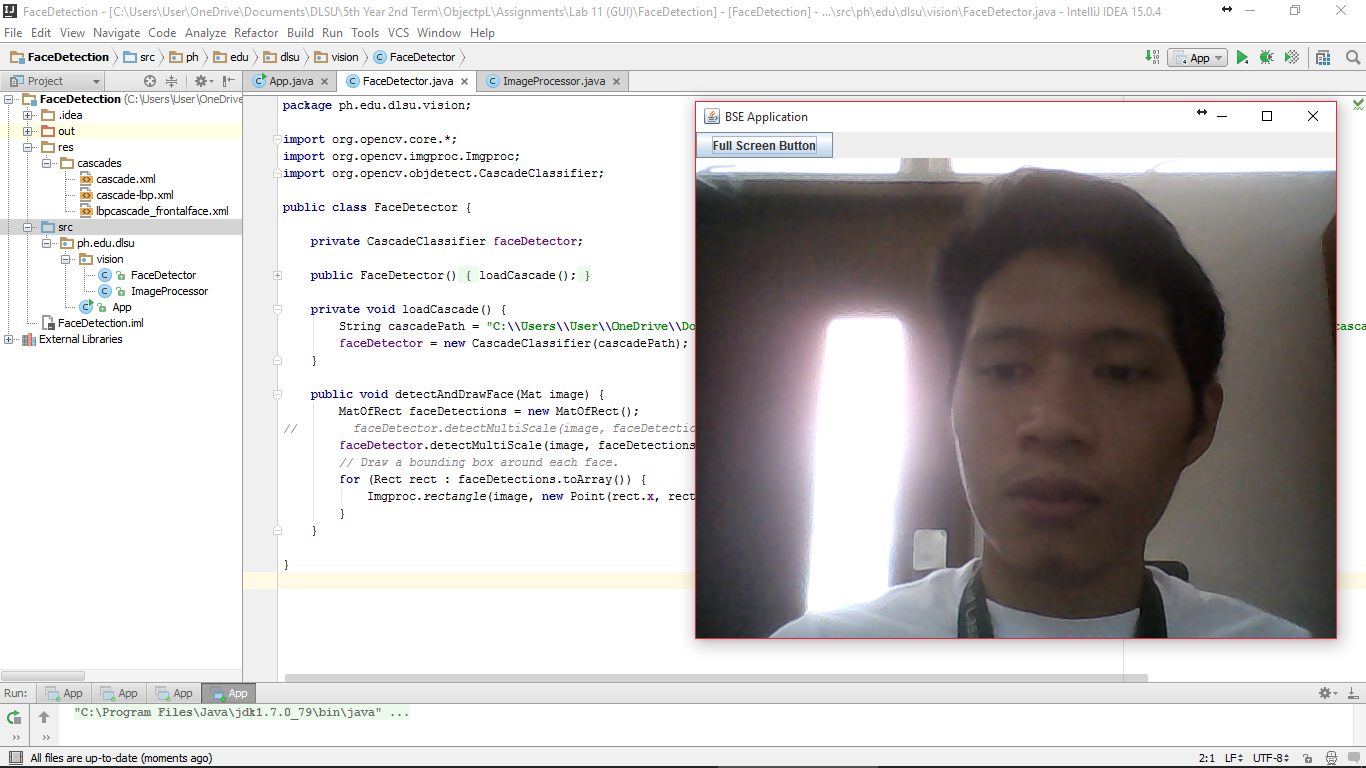 FaceDetection - [C:\Users\User\OneDrive\Documents\DLSU\5th Year 2nd Term\ObjectpL\Assignments\Lab 11 (GUI)\FaceDetection] - [FaceDetection] - ...\src\ph\edu\dlsu\vision\FaceDetector.java - IntelliJ IDEA 15.0.4
File Edit View Navigate Code Analyze Refactor Build Run Tools VCS Window Help
FaceDetection src ph edu dlsu vision FaceDetector
App
Project
App.java FaceDetector.java ImageProcessor.java
FaceDetection (C:\Users\User\OneDrive
.idea
out
res
cascades
cascade.xml
cascade-lbp.xml
lbpcascade_frontalface.xml
src
ph.edu.dlsu
vision
FaceDetector
ImageProcessor
App
FaceDetection.iml
External Libraries
package ph.edu.dlsu.vision;
import org.opencv.core.*;
import org.opencv.imgproc.Imgproc;
import org.opencv.objdetect.CascadeClassifier;
public class FaceDetector {
private CascadeClassifier faceDetector;
public FaceDetector() { loadCascade(); }
private void loadCascade() {
String cascadePath = "C:\\Users\\User\\OneDrive\\Do
casca
faceDetector = new CascadeClassifier(cascadePath);
}
public void detectAndDrawFace(Mat image) {
MatOfRect faceDetections = new MatOfRect();
// faceDetector.detectMultiScale(image, faceDetectio
faceDetector.detectMultiScale(image, faceDetections
// Draw a bounding box around each face.
for (Rect rect : faceDetections.toArray()) {
Imgproc.rectangle(image, new Point(rect.x, rect
}
}
}
BSE Application
Full Screen Button
Run: App App App App
"C:\Program Files\Java\jdk1.7.0_79\bin\java" ...
All files are up-to-date (moments ago)
2:1 LF UTF-8